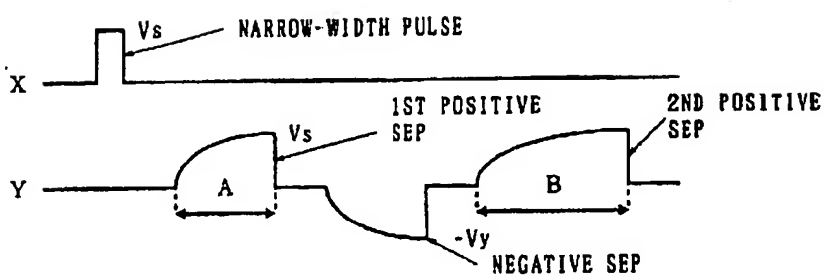 Vs NARROW-WIDTH PULSE
X
1ST POSITIVE
SEP
2ND POSITIVE
SEP
Vs
Y A B
-Vy
NEGATIVE SEP